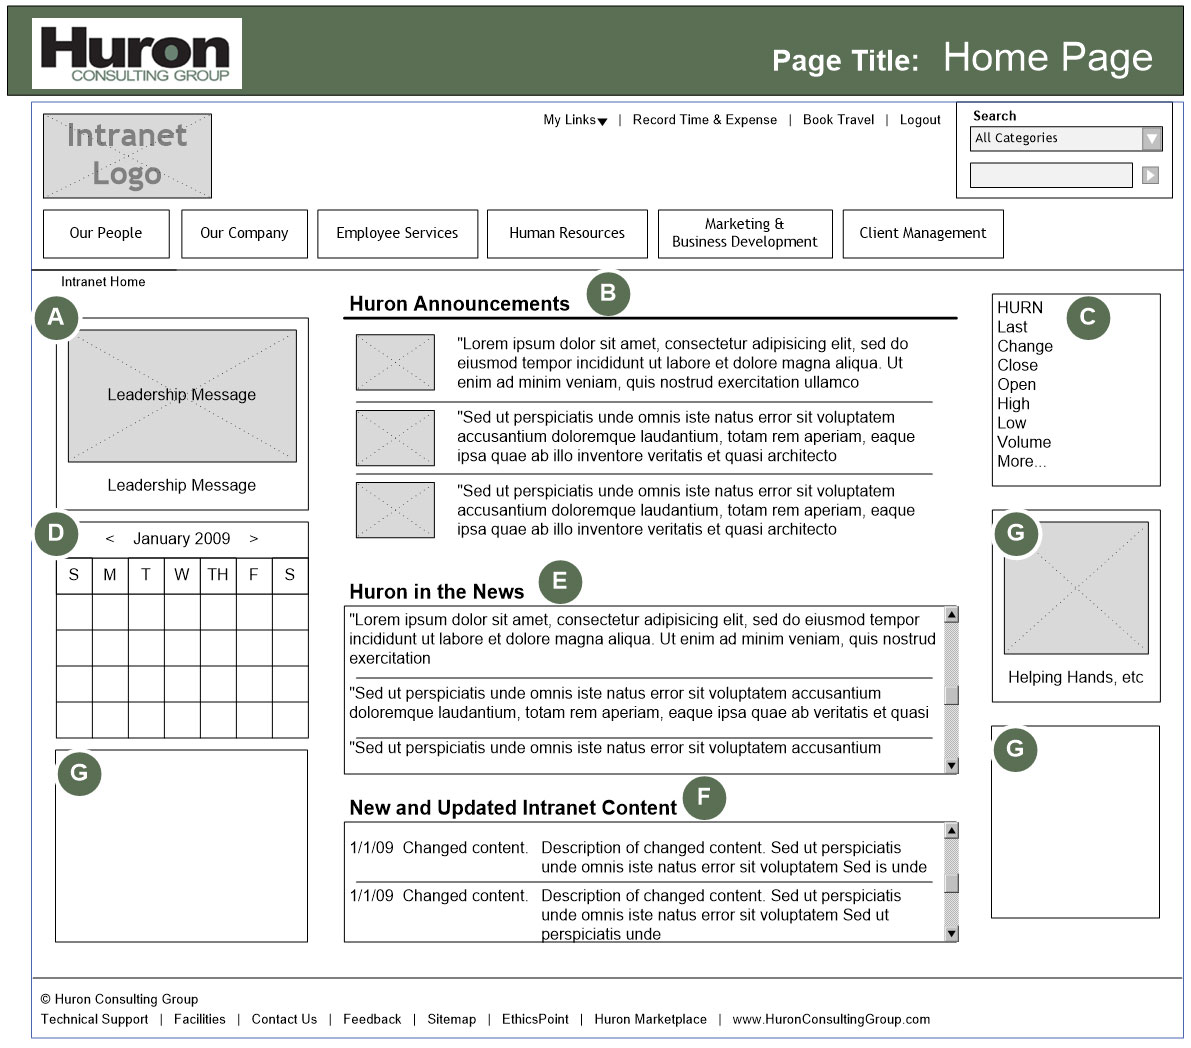 Huron
CONSULTING GROUP
Page Title: Home Page
Intranet
Logo
My Links | Record Time & Expense | Book Travel | Logout
Search
All Categories
Our People
Our Company
Employee Services
Human Resources
Marketing &
Business Development
Client Management
Intranet Home
A
Leadership Message
Leadership Message
D
< January 2009 >
S M T W TH F S
G
Huron Announcements
B
"Lorem ipsum dolor sit amet, consectetur adipisicing elit, sed do
eiusmod tempor incididunt ut labore et dolore magna aliqua. Ut
enim ad minim veniam, quis nostrud exercitation ullamco
"Sed ut perspiciatis unde omnis iste natus error sit voluptatem
accusantium doloremque laudantium, totam rem aperiam, eaque
ipsa quae ab illo inventore veritatis et quasi architecto
"Sed ut perspiciatis unde omnis iste natus error sit voluptatem
accusantium doloremque laudantium, totam rem aperiam, eaque
ipsa quae ab illo inventore veritatis et quasi architecto
Huron in the News
E
"Lorem ipsum dolor sit amet, consectetur adipisicing elit, sed do eiusmod tempor
incididunt ut labore et dolore magna aliqua. Ut enim ad minim veniam, quis nostrud
exercitation
"Sed ut perspiciatis unde omnis iste natus error sit voluptatem accusantium
doloremque laudantium, totam rem aperiam, eaque ipsa quae ab veritatis et quasi
"Sed ut perspiciatis unde omnis iste natus error sit voluptatem accusantium
New and Updated Intranet Content
F
1/1/09 Changed content. Description of changed content. Sed ut perspiciatis
unde omnis iste natus error sit voluptatem Sed is unde
1/1/09 Changed content. Description of changed content. Sed ut perspiciatis
unde omnis iste natus error sit voluptatem Sed ut
perspiciatis unde
C
HURN
Last
Change
Close
Open
High
Low
Volume
More...
G
Helping Hands, etc
G
© Huron Consulting Group
Technical Support | Facilities | Contact Us | Feedback | Sitemap | EthicsPoint | Huron Marketplace | www.HuronConsultingGroup.com